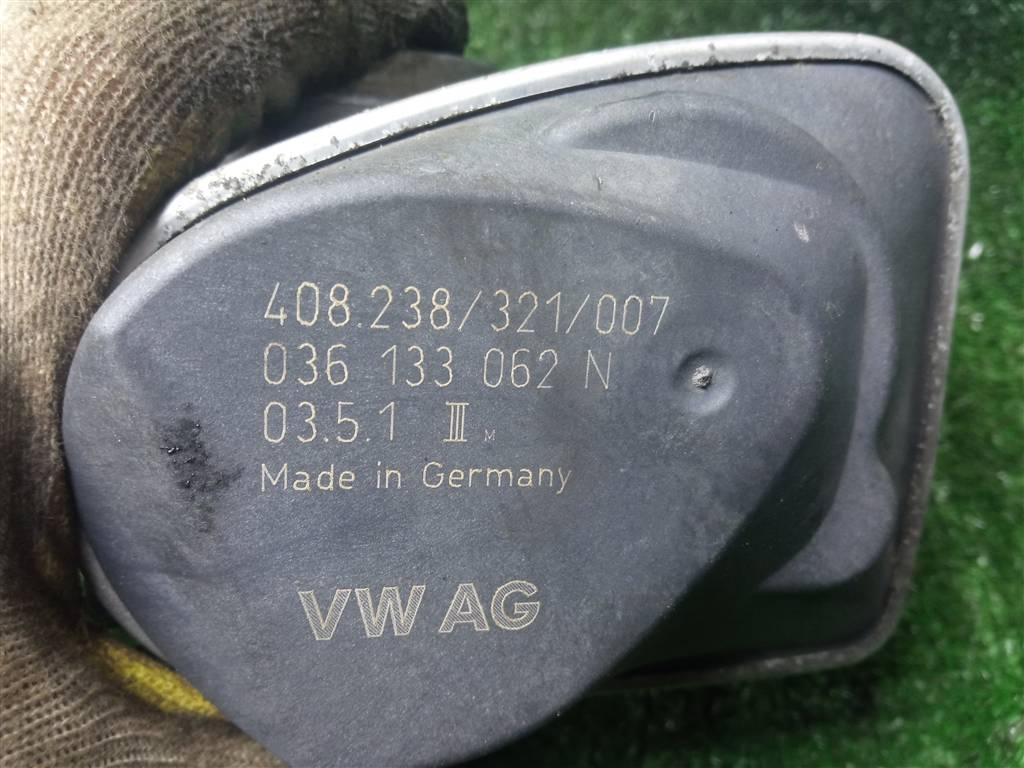 408.238/321/007
036 133 062 N
03.5.1 III M
Made in Germany
VW AG